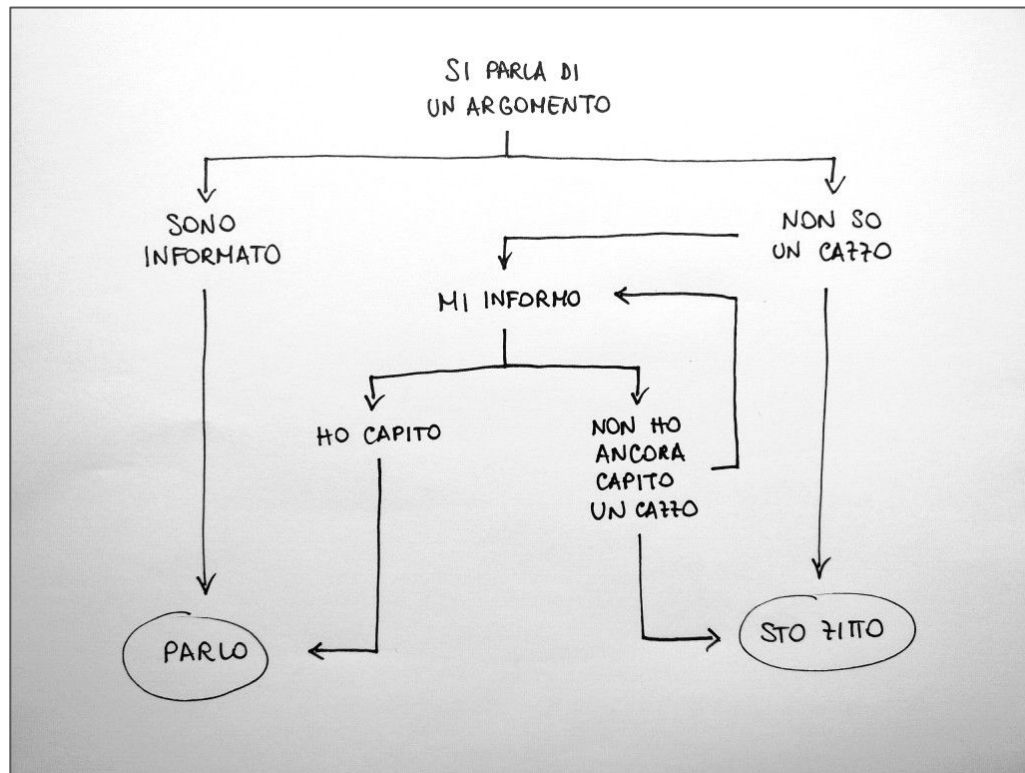 SI PARLA DI
UN ARGOMENTO
SONO
INFORMATO
NON SO
UN CAZZO
MI INFORMO
HO CAPITO
NON HO
ANCORA
CAPITO
UN CAZZO
PARLO
STO ZITTO